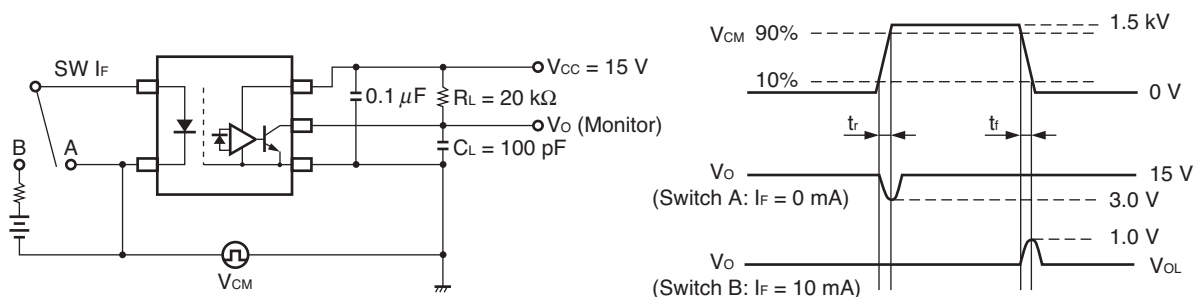 SW IF
B
A
VCM
VCC = 15 V
0.1 μF
RL = 20 kΩ
VO (Monitor)
CL = 100 pF
VCM 90%
10%
1.5 kV
0 V
tr
tf
VO
(Switch A: IF = 0 mA)
15 V
3.0 V
1.0 V
VO
(Switch B: IF = 10 mA)
VOL